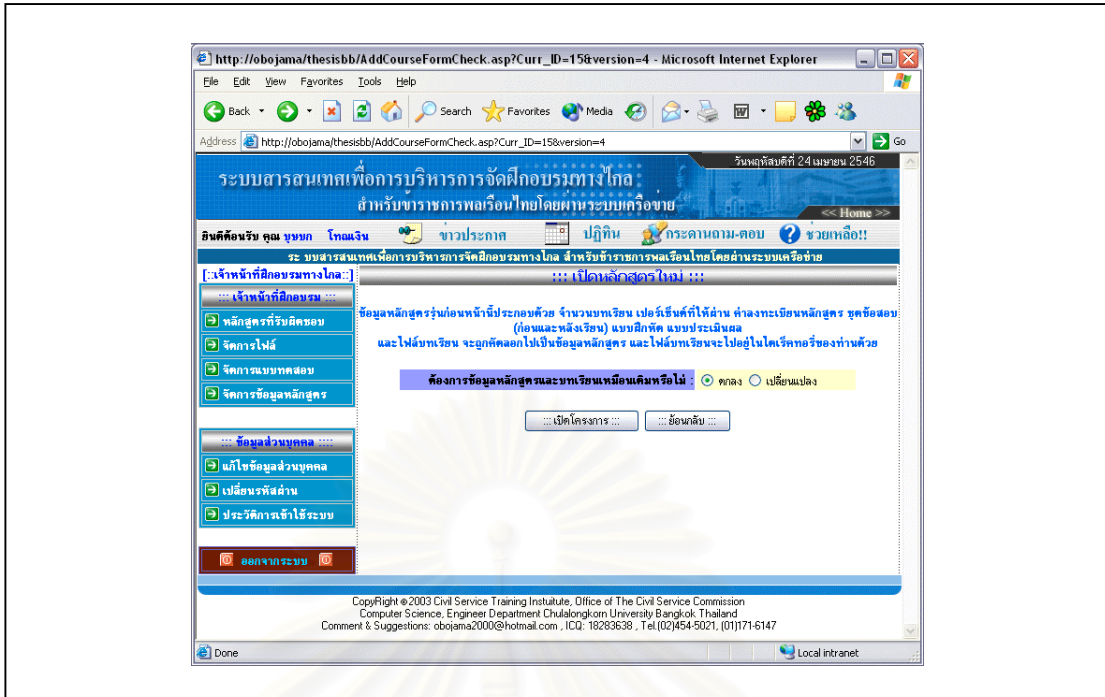 http://obojama/thesisbb/AddCourseFormCheck.asp?Curr_ID=15&version=4 - Microsoft Internet Explorer
File Edit View Favorites Tools Help
Back Search Favorites Media
Address http://obojama/thesisbb/AddCourseFormCheck.asp?Curr_ID=15&version=4 Go
วันพฤหัสบดีที่ 24 เมษายน 2546
ระบบสารสนเทศเพื่อการบริหารการจัดฝึกอบรมทางไกล
สำหรับข้าราชการพลเรือนไทยโดยผ่านระบบเครือข่าย
<< Home >>
ยินดีต้อนรับ คุณ บุษบก โทณเงิน ข่าวประกาศ ปฏิทิน กระดานถาม-ตอบ ช่วยเหลือ!!
ระ บบสารสนเทศเพื่อการบริหารการจัดฝึกอบรมทางไกล สำหรับข้าราชการพลเรือนไทยโดยผ่านระบบเครือข่าย
[::เจ้าหน้าที่ฝึกอบรมทางไกล::]
::: เปิดหลักสูตรใหม่ :::
::: เจ้าหน้าที่ฝึกอบรม :::
หลักสูตรที่รับผิดชอบ
จัดการไฟล์
จัดการแบบทดสอบ
จัดการข้อมูลหลักสูตร
ข้อมูลหลักสูตรรุ่นก่อนหน้านี้ประกอบด้วย จำนวนบทเรียน เปอร์เซ็นต์ที่ให้ผ่าน ค่าลงทะเบียนหลักสูตร ชุดข้อสอบ
(ก่อนและหลังเรียน) แบบฝึกหัด แบบประเมินผล
และไฟล์บทเรียน จะถูกคัดลอกไปเป็นข้อมูลหลักสูตร และไฟล์บทเรียนจะไปอยู่ในไดเร็คทอรี่ของท่านด้วย
ต้องการข้อมูลหลักสูตรและบทเรียนเหมือนเดิมหรือไม่ : ตกลง เปลี่ยนแปลง
::: เปิดโครงการ ::: ::: ย้อนกลับ :::
::: ข้อมูลส่วนบุคคล ::::
แก้ไขข้อมูลส่วนบุคคล
เปลี่ยนรหัสผ่าน
ประวัติการเข้าใช้ระบบ
ออกจากระบบ
CopyRight @ 2003 Civil Service Training Instuitute, Office of The Civil Service Commission
Computer Science, Engineer Department Chulalongkorn University Bangkok Thailand
Comment & Suggestions: obojama2000@hotmail.com , ICQ: 18283638 , Tel.(02)454-5021, (01)171-6147
Done Local intranet